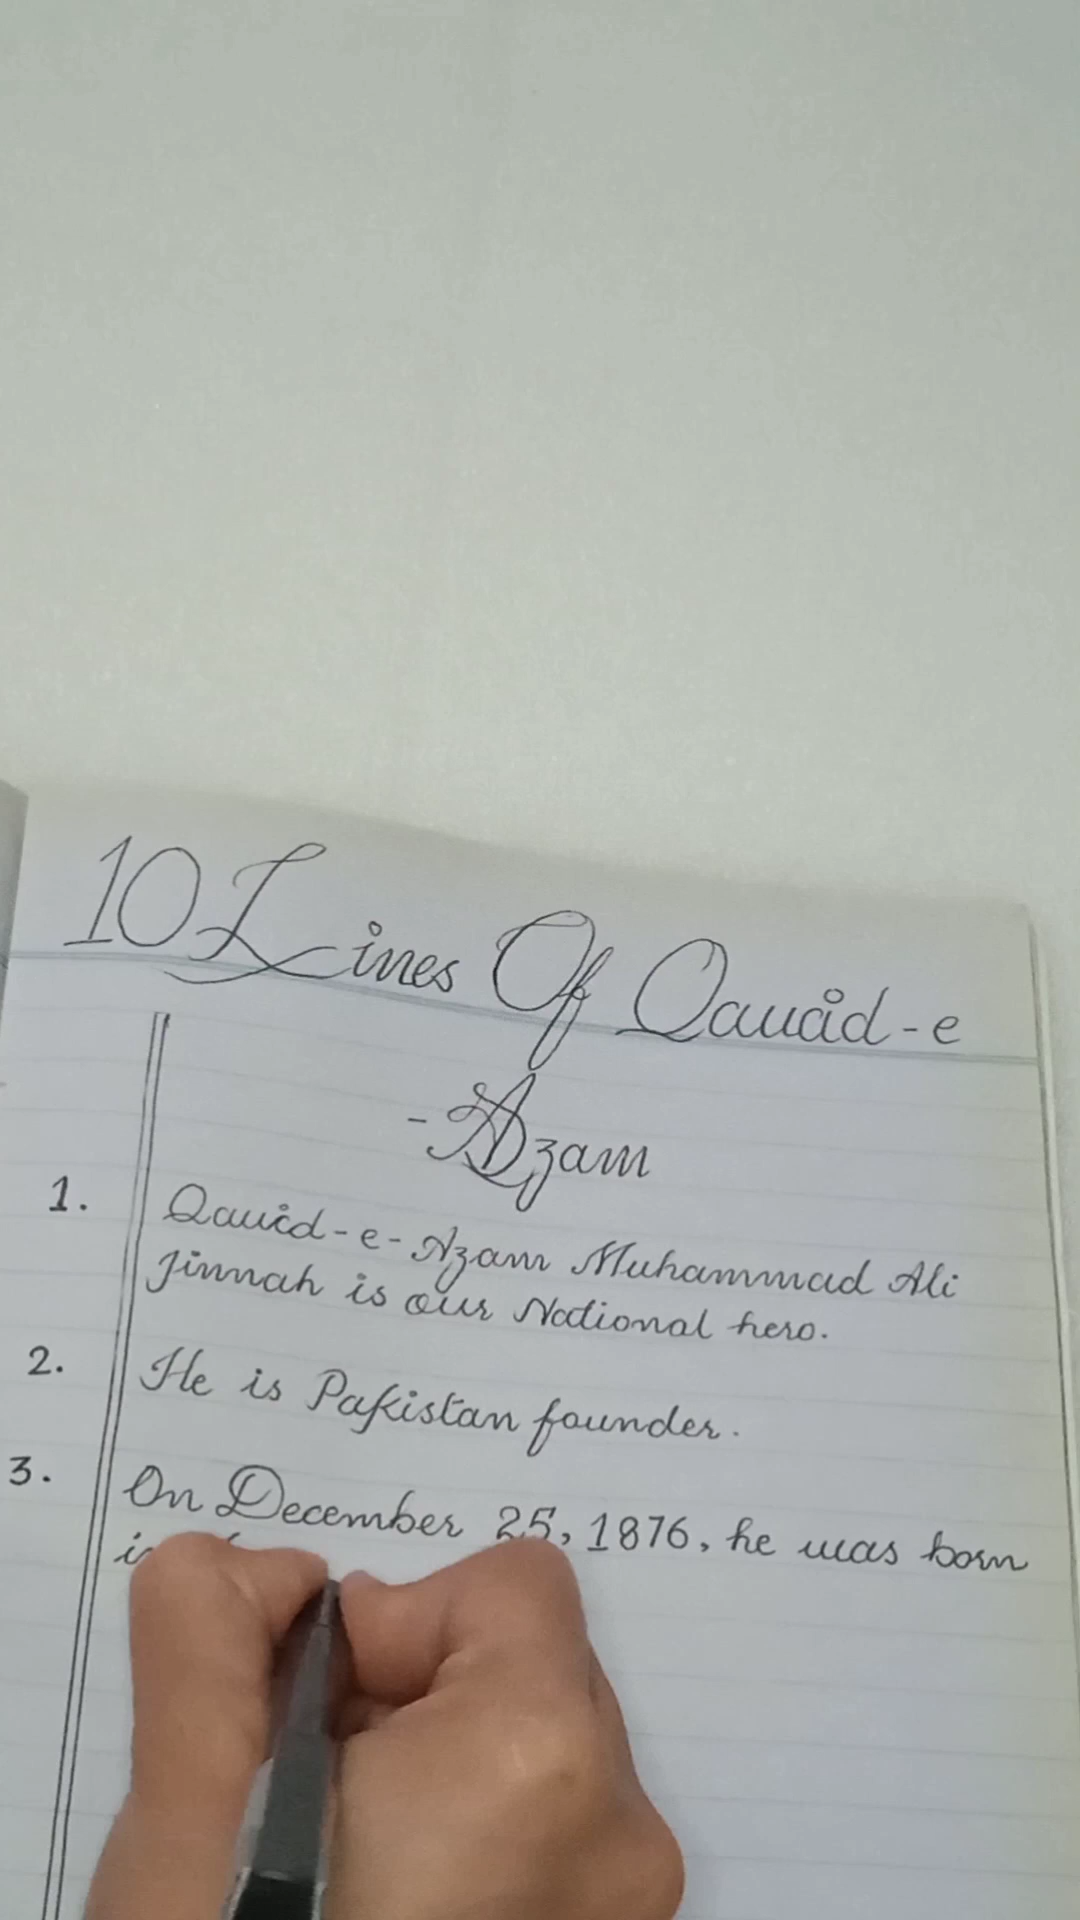 10 Lines Of Qauaid-e
-Azam
1. Qauid-e-Azam Muhammad Ali
Jinnah is our National hero.
2. He is Pakistan founder.
3. On December 25, 1876, he was born